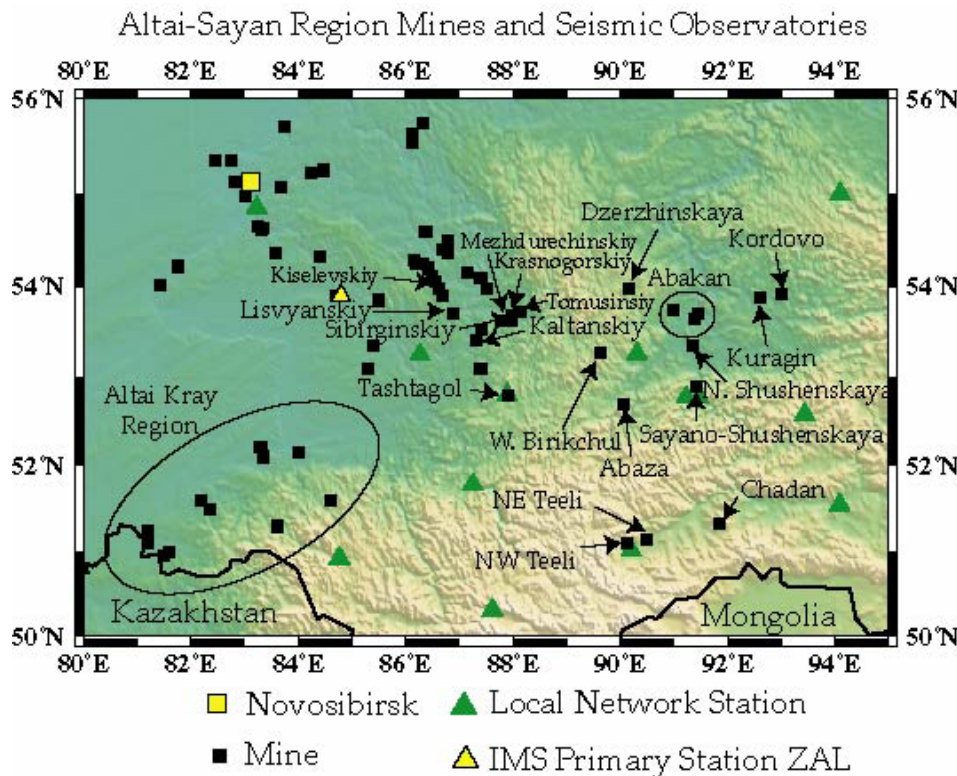 Altai-Sayan Region Mines and Seismic Observatories
80°E 82°E 84°E 86°E 88°E 90°E 92°E 94°E
56°N 56°N
Dzerzhinskaya
Kordovo
Mezhdurechinskiy
Krasnogorskiy
Abakan
54°N 54°N
Kiselevskiy
Lisvyanskiy
Tomusinsiy
Sibirginskiy
Kaltanskiy
Kuragin
Tashtagol
N. Shushenskaya
Altai Kray
Region
W. Birikchul
Sayano-Shushenskaya
Abaza
52°N 52°N
NE Teeli
Chadan
NW Teeli
Kazakhstan
Mongolia
50°N 50°N
80°E 82°E 84°E 86°E 88°E 90°E 92°E 94°E
Novosibirsk
Local Network Station
Mine
IMS Primary Station ZAL